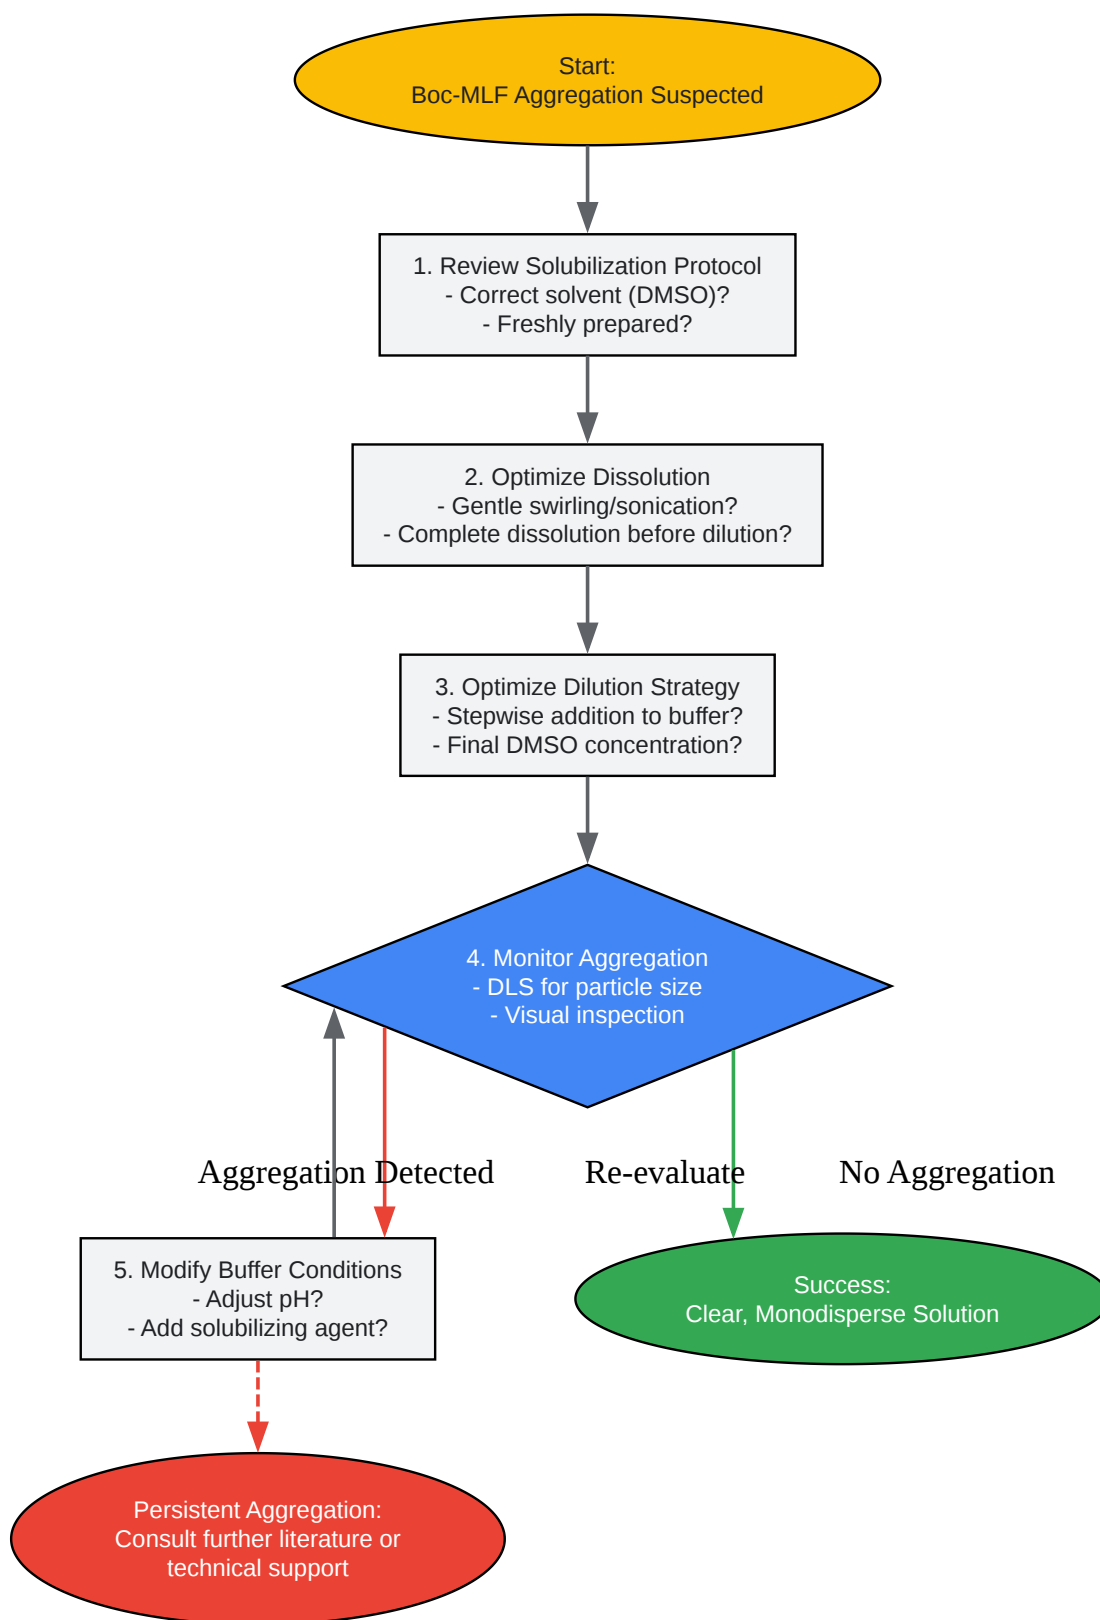 Start:
Boc-MLF Aggregation Suspected
1. Review Solubilization Protocol
- Correct solvent (DMSO)?
- Freshly prepared?
2. Optimize Dissolution
- Gentle swirling/sonication?
- Complete dissolution before dilution?
3. Optimize Dilution Strategy
- Stepwise addition to buffer?
- Final DMSO concentration?
4. Monitor Aggregation
- DLS for particle size
- Visual inspection
Aggregation Detected
Re-evaluate
No Aggregation
5. Modify Buffer Conditions
- Adjust pH?
- Add solubilizing agent?
Success:
Clear, Monodisperse Solution
Persistent Aggregation:
Consult further literature or
technical support